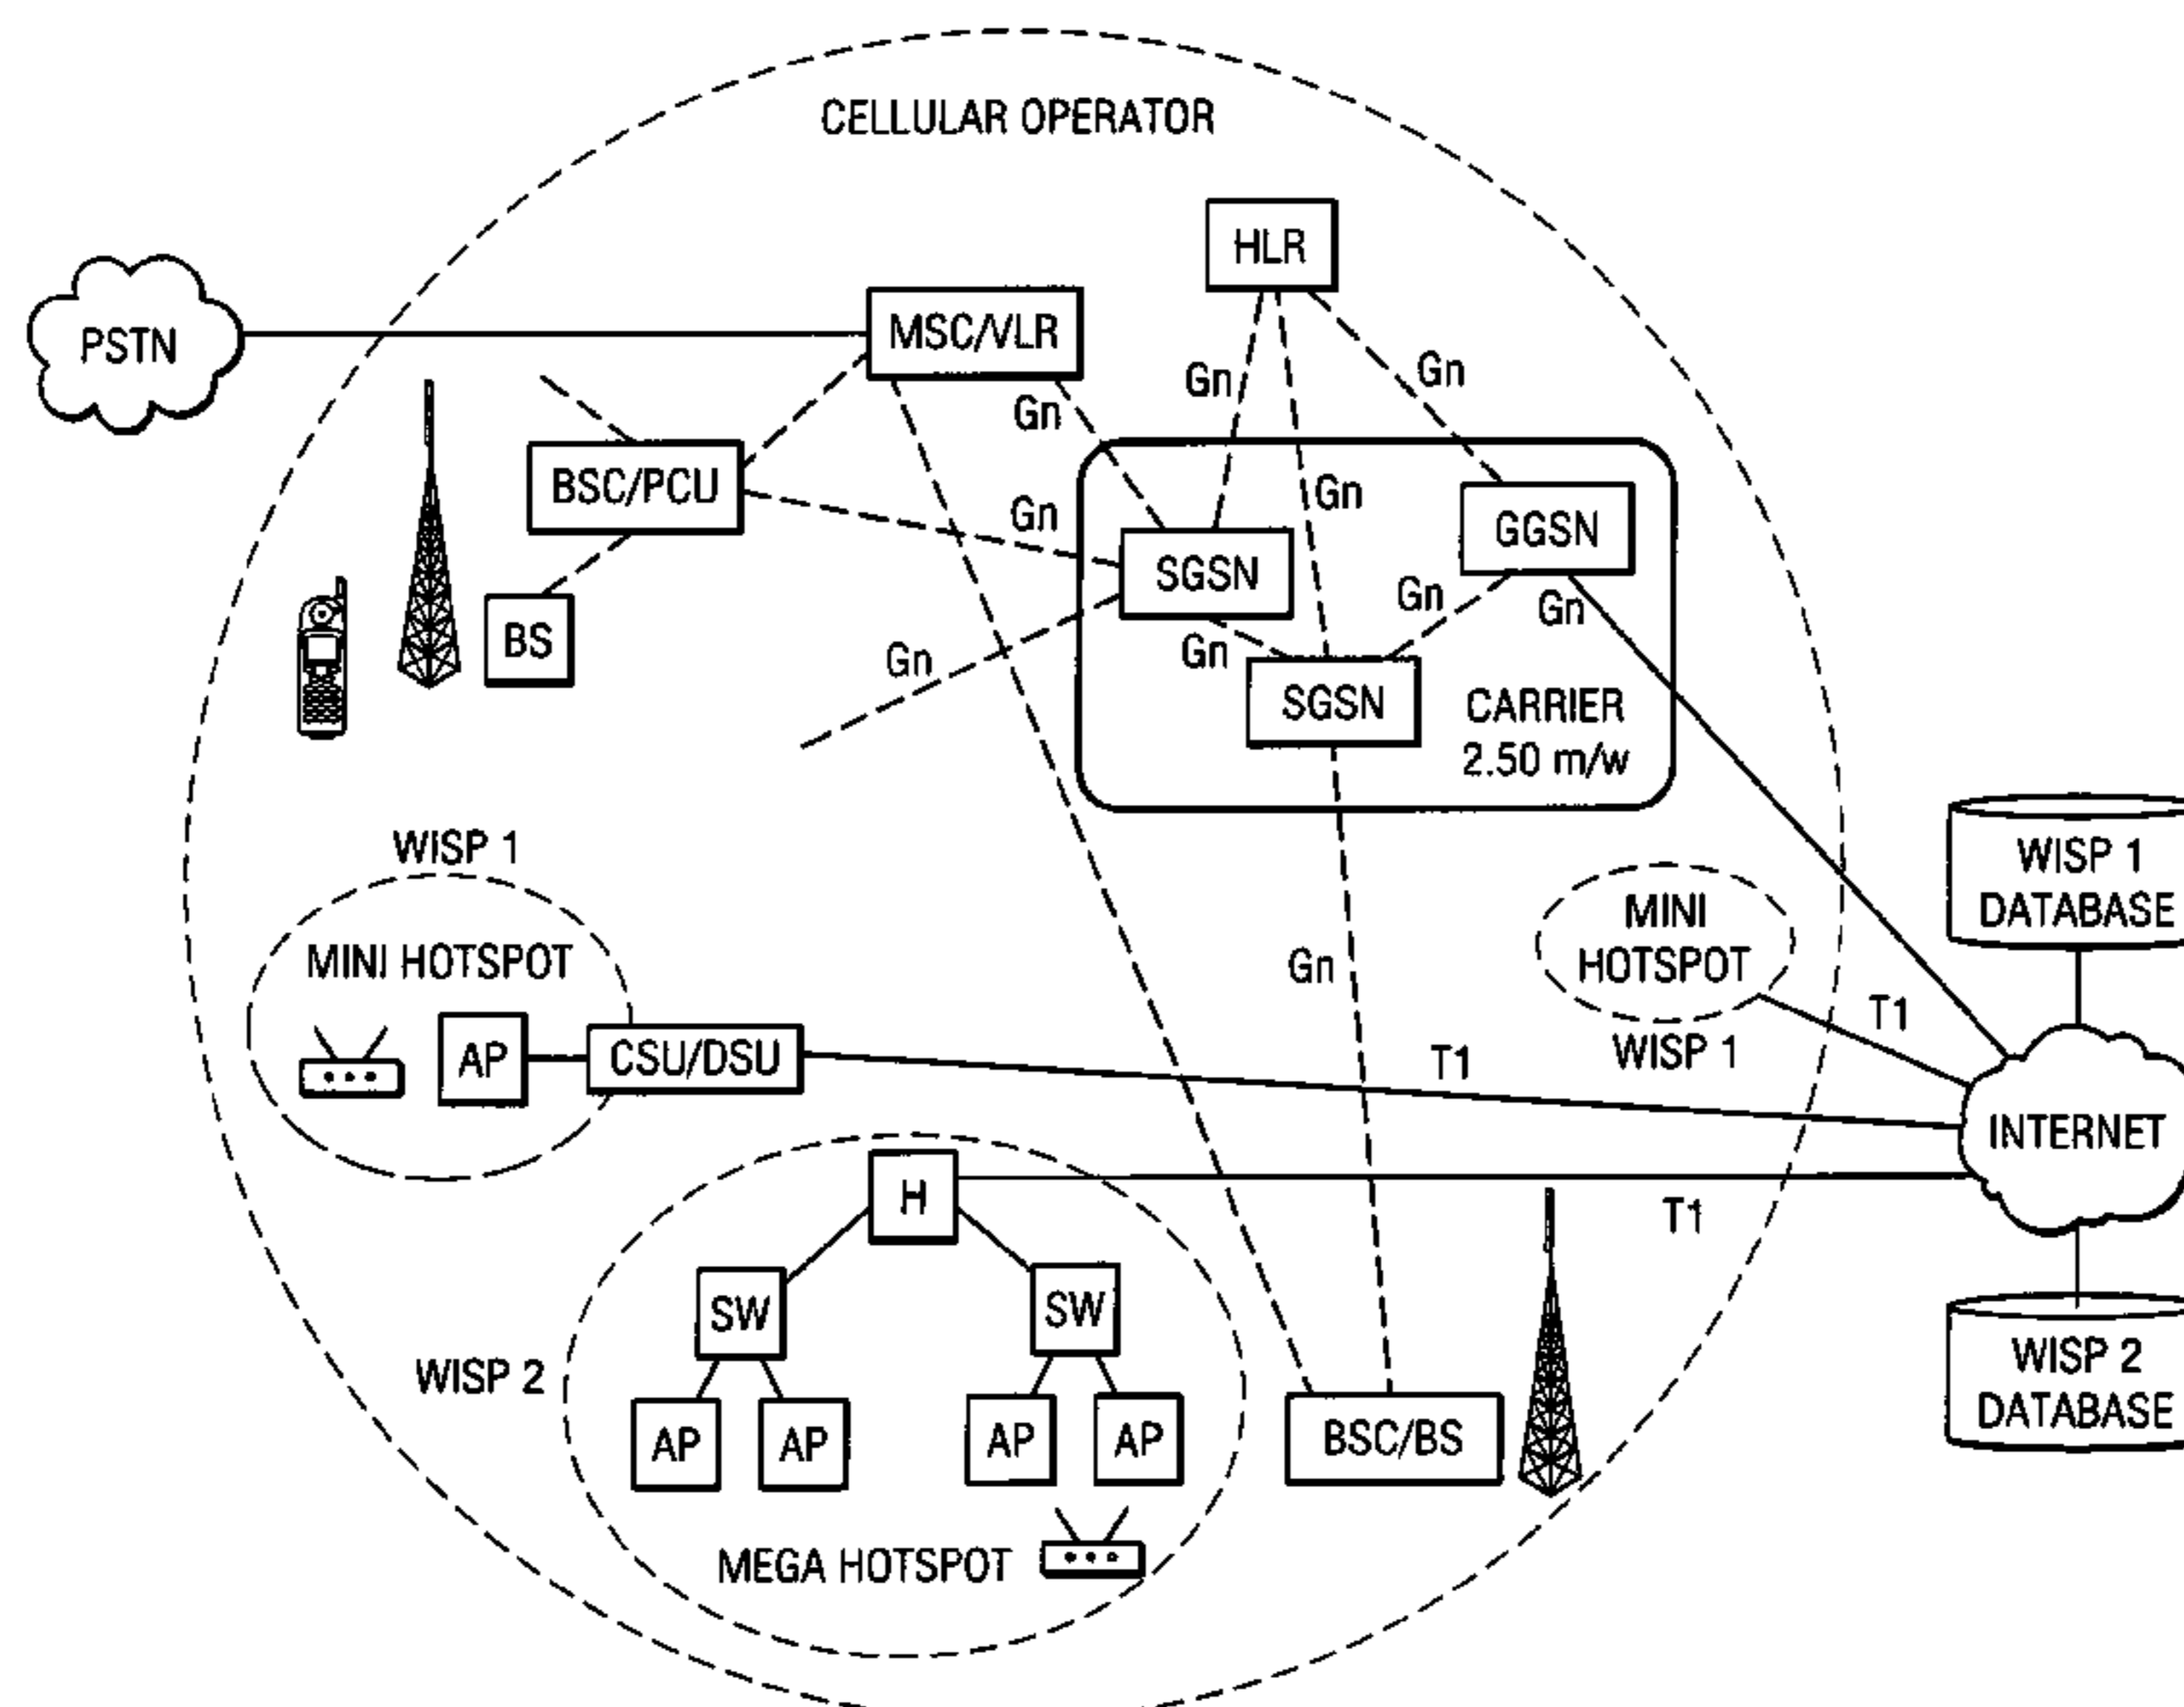 CELLULAR OPERATOR
HLR
PSTN
MSC/VLR
Gn
Gn
Gn
BSC/PCU
Gn
Gn
GGSN
SGSN
BS
Gn
Gn
Gn
Gn
SGSN
CARRIER
2.50 m/w
WISP 1
WISP 1
DATABASE
MINI
HOTSPOT
MINI HOTSPOT
Gn
T1
AP
CSU/DSU
T1
WISP 1
INTERNET
H
T1
SW
SW
WISP 2
WISP 2
DATABASE
AP
AP
AP
AP
BSC/BS
MEGA HOTSPOT